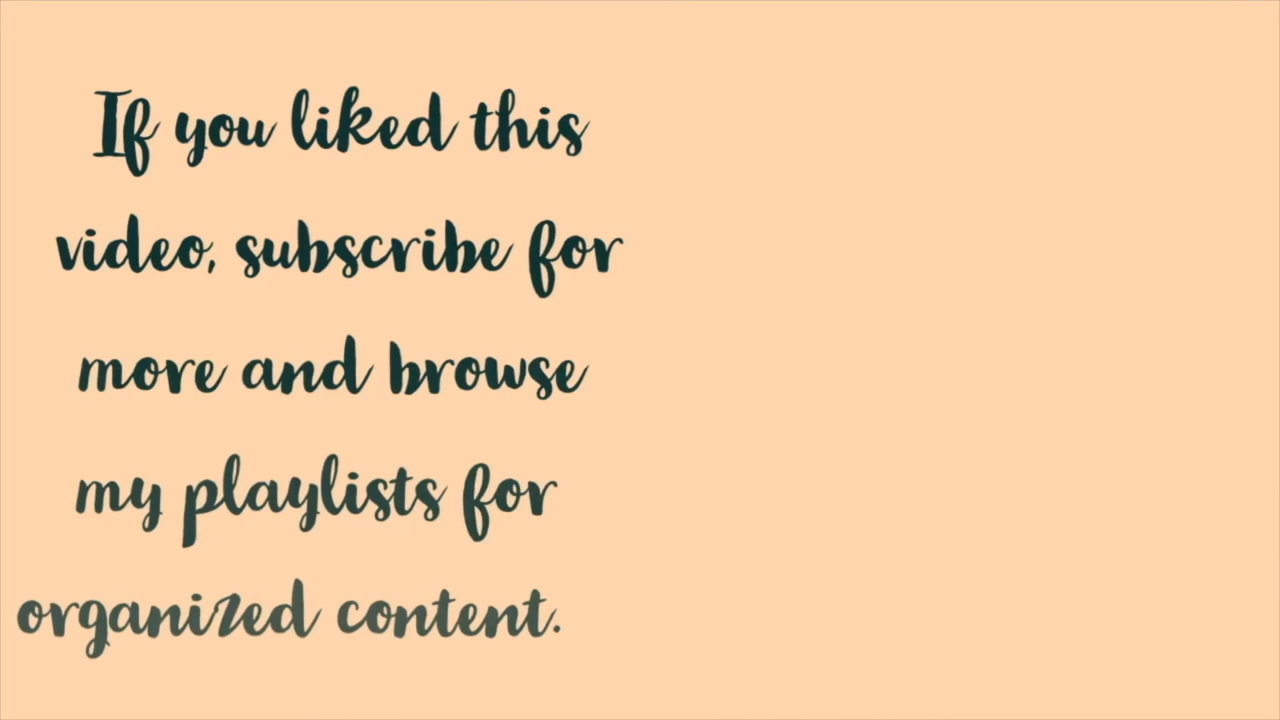 If you liked this
video, subscribe for
more and browse
my playlists for
organized content.